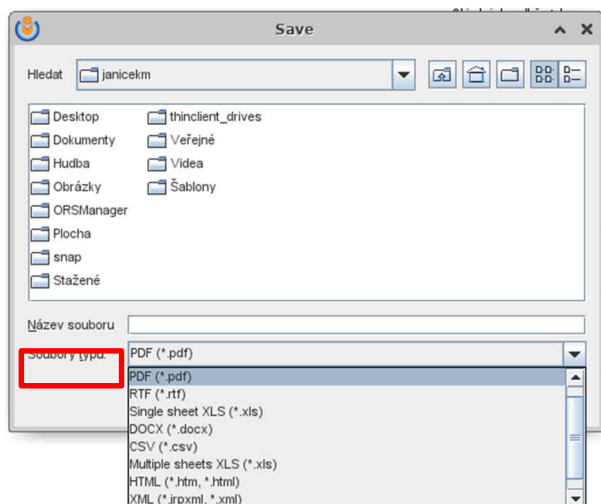 Save
Hledat janicekm
Desktop
Dokumenty
Hudba
Obrázky
ORSManager
Plocha
snap
Stažené
thinclient_drives
Veřejné
Videa
Šablony
Název souboru
Soubory typu: PDF (*.pdf)
PDF (*.pdf)
RTF (*.rtf)
Single sheet XLS (*.xls)
DOCX (*.docx)
CSV (*.csv)
Multiple sheets XLS (*.xls)
HTML (*.htm, *.html)
XML (*.jrpxml, *.xml)